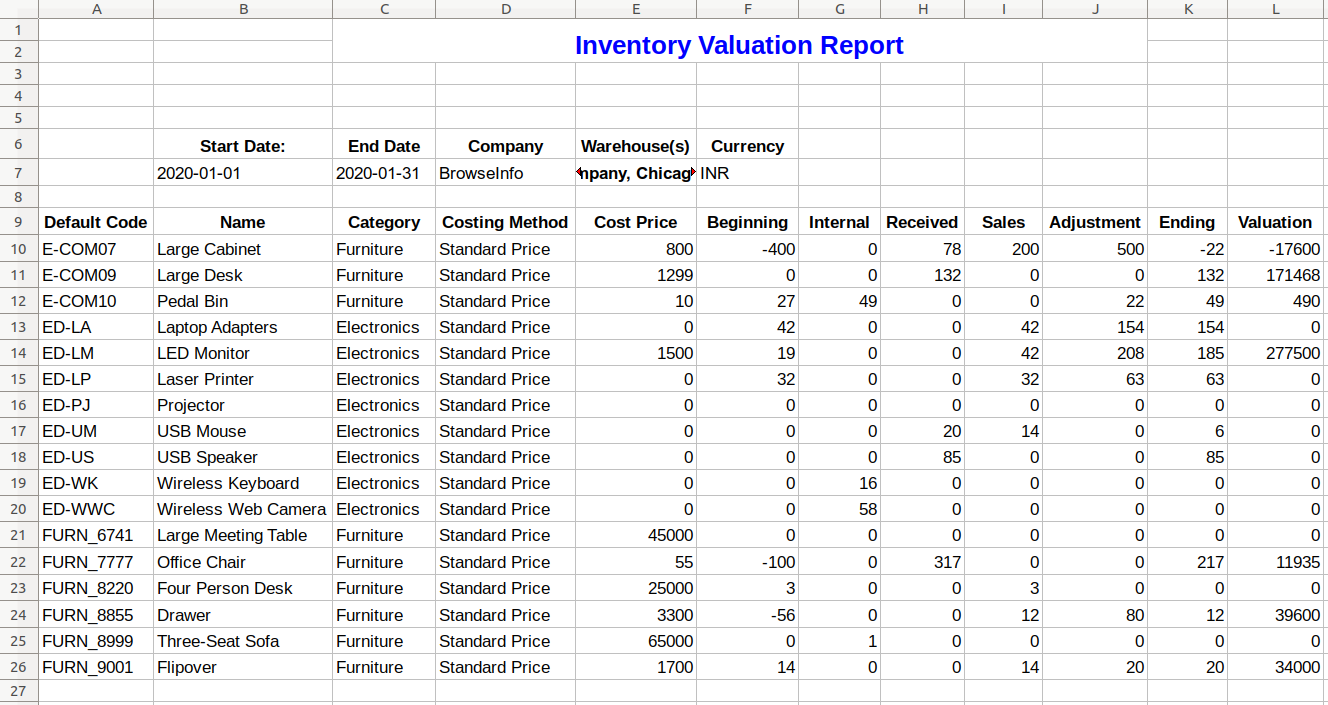 A B C D E F G H I J K L
1 Inventory Valuation Report
2
3
4
5
6 Start Date: End Date Company Warehouse(s) Currency
7 2020-01-01 2020-01-31 BrowseInfo Chicag INR
8
9 Default Code Name Category Costing Method Cost Price Beginning Internal Received Sales Adjustment Ending Valuation
10 E-COM07 Large Cabinet Furniture Standard Price 800 -400 0 78 200 500 -22 -17600
11 E-COM09 Large Desk Furniture Standard Price 1299 0 0 132 0 0 132 171468
12 E-COM10 Pedal Bin Furniture Standard Price 10 27 49 0 0 22 49 490
13 ED-LA Laptop Adapters Electronics Standard Price 0 42 0 0 42 154 154 0
14 ED-LM LED Monitor Electronics Standard Price 1500 19 0 0 42 208 185 277500
15 ED-LP Laser Printer Electronics Standard Price 0 32 0 0 32 63 63 0
16 ED-PJ Projector Electronics Standard Price 0 0 0 0 0 0 0 0
17 ED-UM USB Mouse Electronics Standard Price 0 0 0 20 14 0 6 0
18 ED-US USB Speaker Electronics Standard Price 0 0 0 85 0 0 85 0
19 ED-WK Wireless Keyboard Electronics Standard Price 0 0 16 0 0 0 0 0
20 ED-WWC Wireless Web Camera Electronics Standard Price 0 0 58 0 0 0 0 0
21 FURN_6741 Large Meeting Table Furniture Standard Price 45000 0 0 0 0 0 0 0
22 FURN_7777 Office Chair Furniture Standard Price 55 -100 0 317 0 0 217 11935
23 FURN_8220 Four Person Desk Furniture Standard Price 25000 3 0 0 3 0 0 0
24 FURN_8855 Drawer Furniture Standard Price 3300 -56 0 0 12 80 12 39600
25 FURN_8999 Three-Seat Sofa Furniture Standard Price 65000 0 1 0 0 0 0 0
26 FURN_9001 Flipover Furniture Standard Price 1700 14 0 0 14 20 20 34000
27